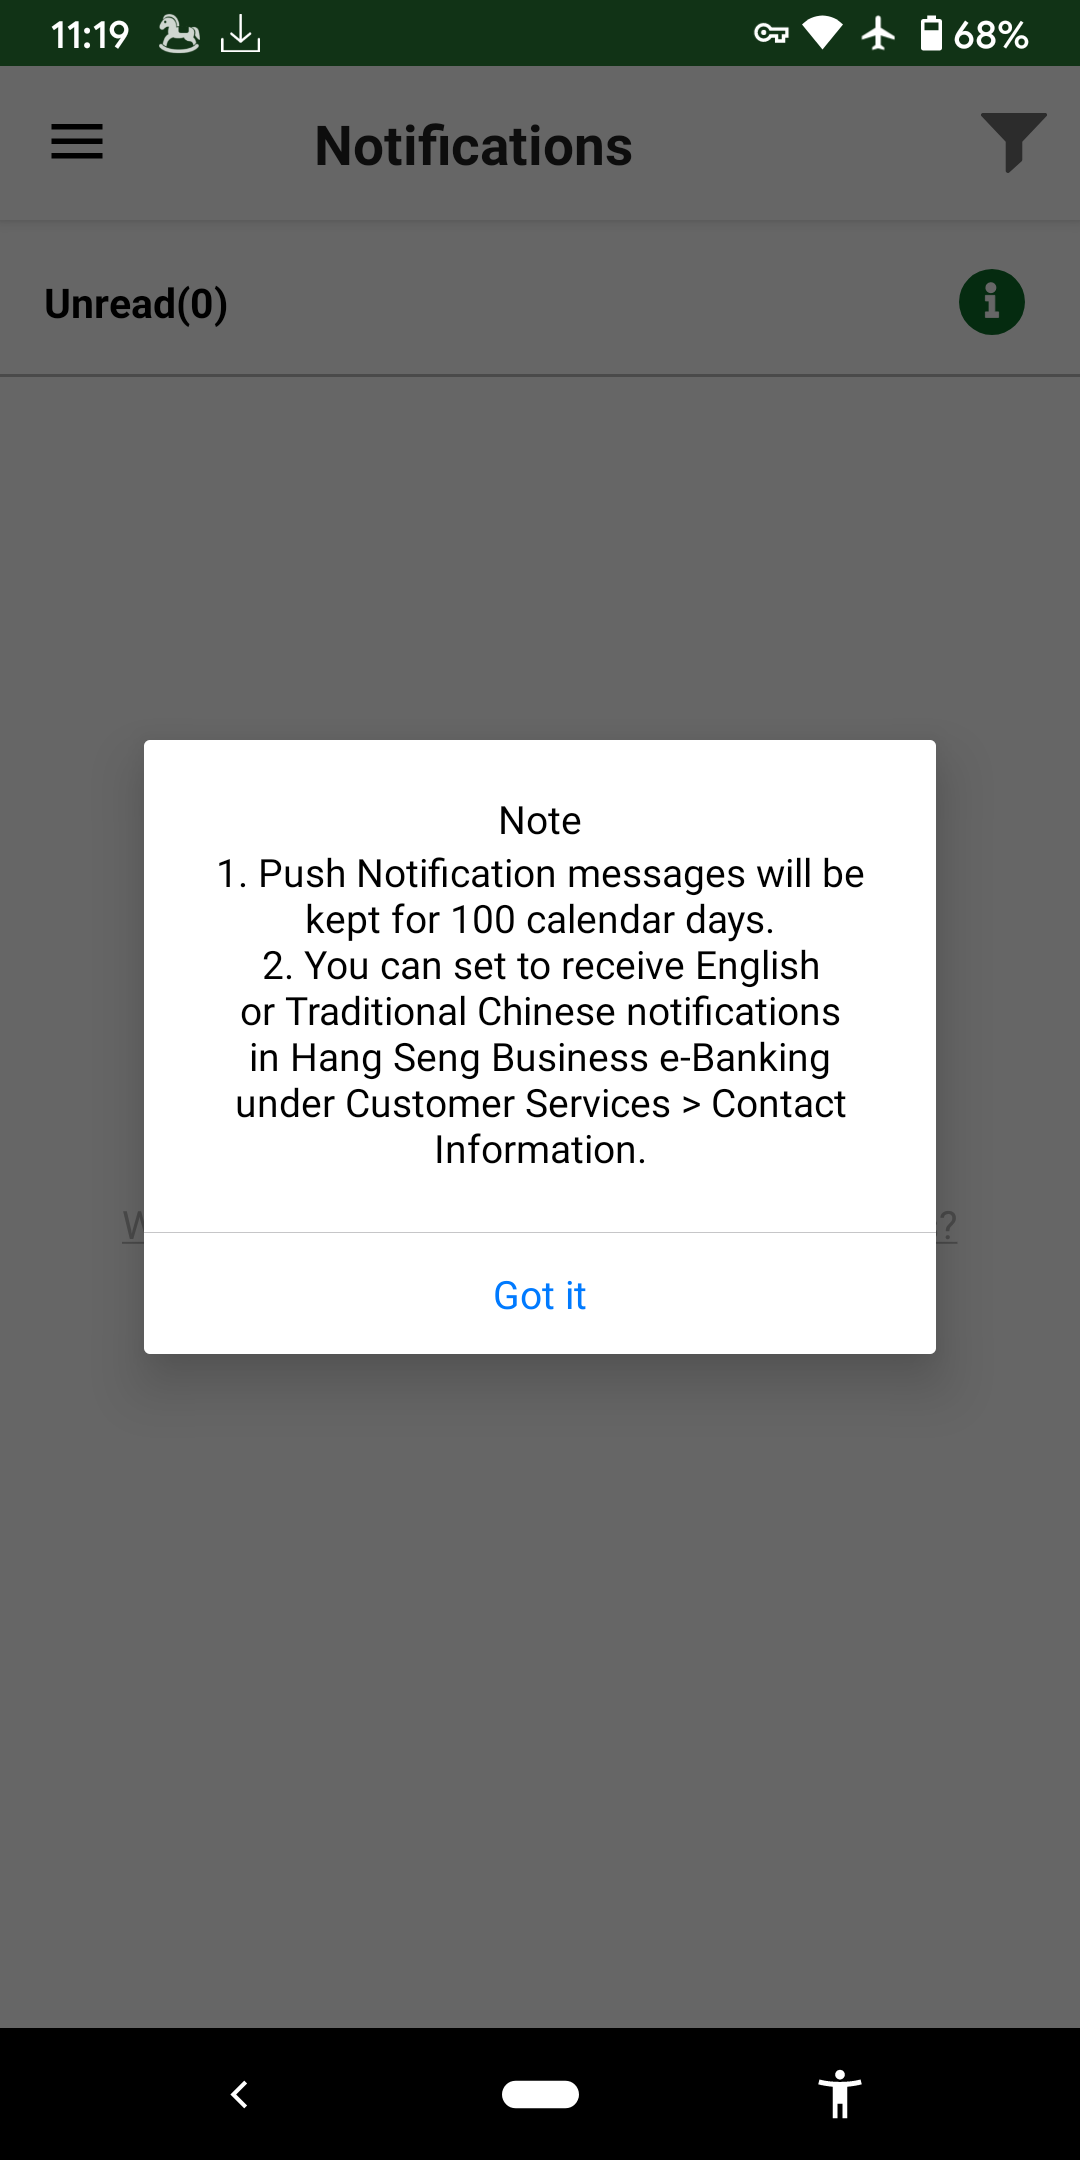 11:19
68%
Notifications
Unread(0)
Note
1. Push Notification messages will be
kept for 100 calendar days.
2. You can set to receive English
or Traditional Chinese notifications
in Hang Seng Business e-Banking
under Customer Services > Contact
Information.
Got it